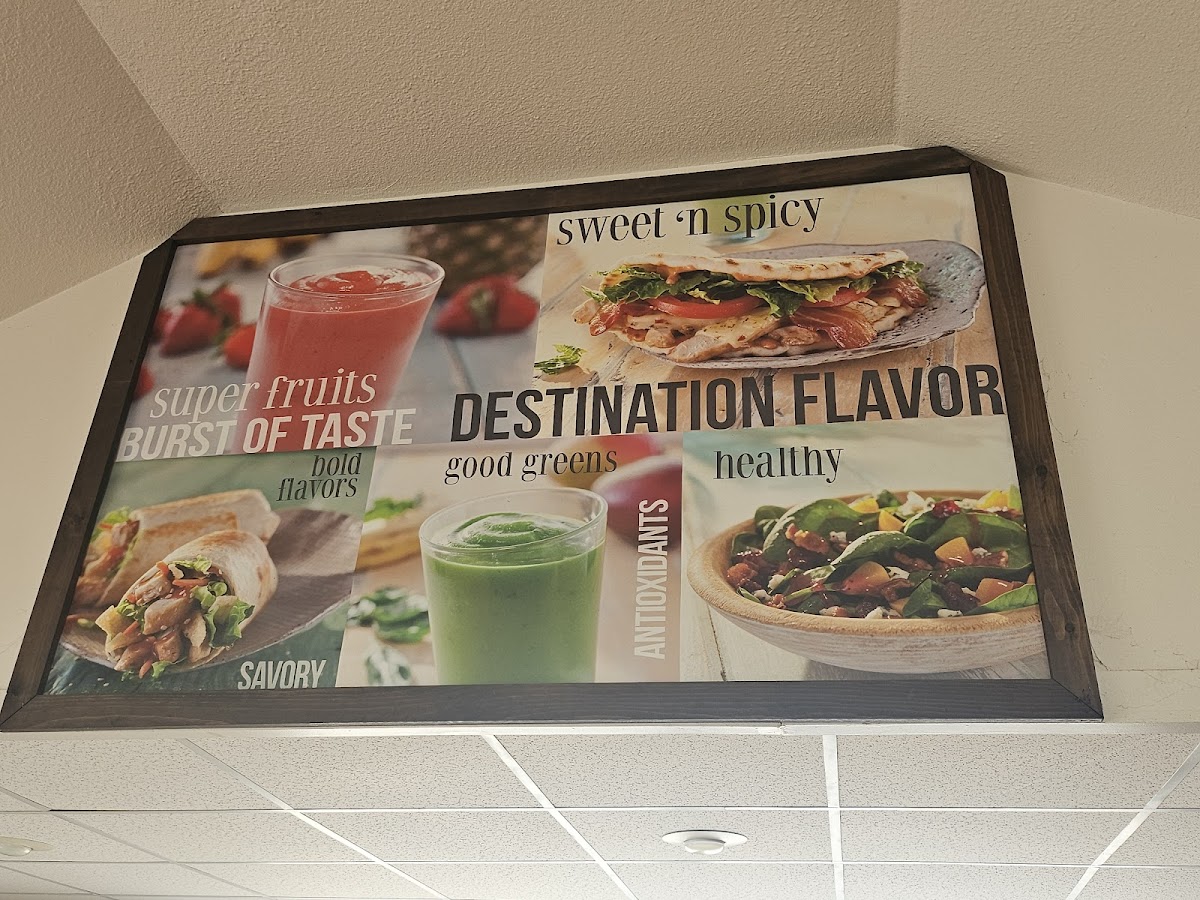 sweet ‘n spicy
super fruits
BURST OF TASTE
DESTINATION FLAVOR
bold
flavors
SAVORY
good greens
ANTIOXIDANTS
healthy